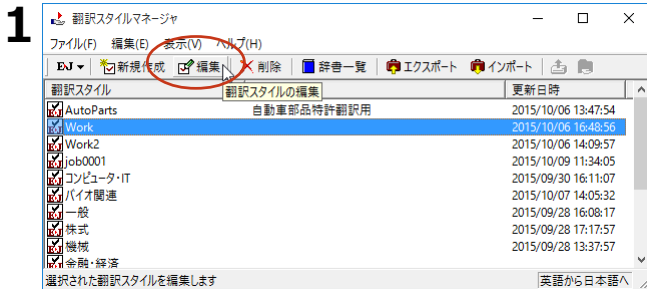 1
翻訳スタイルマネージャ
ファイル(F) 編集(E) 表示(V) ヘルプ(H)
EJ 新規作成 編集 削除 辞書一覧 エクスポート インポート
翻訳スタイル 更新日時
翻訳スタイルの編集
AutoParts 自動車部品特許翻訳用 2015/10/06 13:47:54
Work 2015/10/06 16:48:56
Work2 2015/10/06 14:09:57
job0001 2015/10/09 11:34:05
コンピュータ・IT 2015/09/30 16:11:07
バイオ関連 2015/10/07 14:05:32
一般 2015/09/28 16:08:17
株式 2015/09/28 17:17:57
機械 2015/09/28 13:37:57
金融・経済
選択された翻訳スタイルを編集します 英語から日本語へ